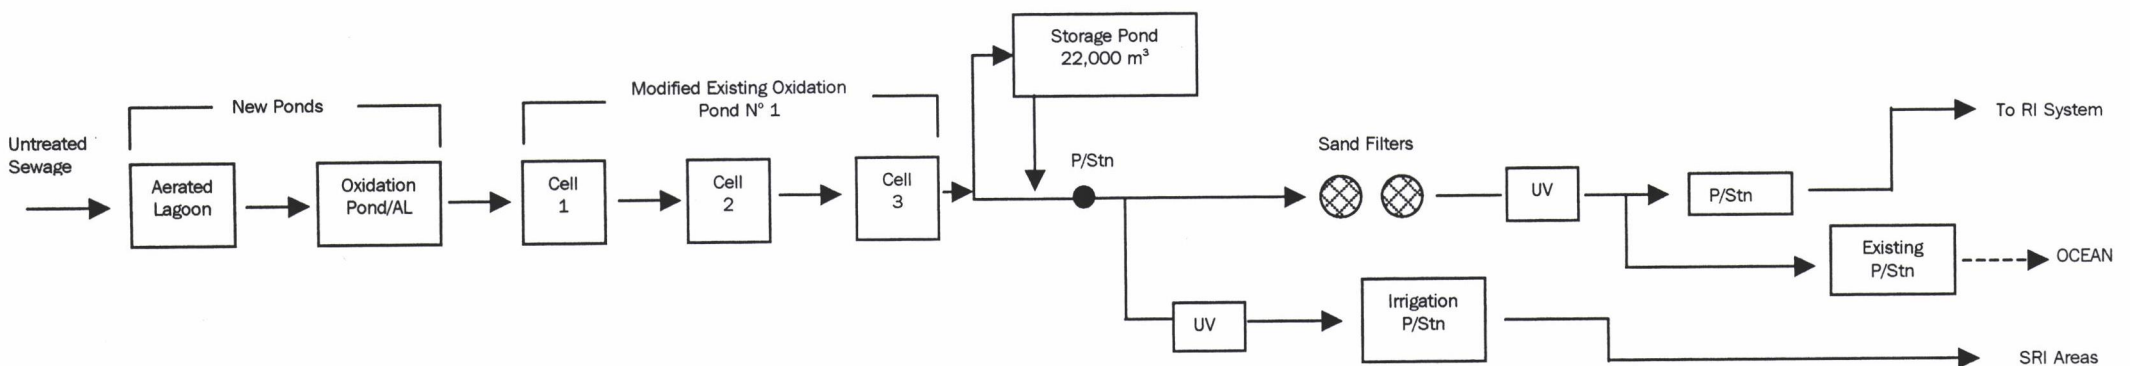 Storage Pond
22,000 m³
Modified Existing Oxidation
Pond N° 1
New Ponds
To RI System
Untreated
Sewage
Sand Filters
P/Stn
Aerated
Lagoon
Oxidation
Pond/AL
Cell
1
Cell
2
Cell
3
UV
P/Stn
Existing
P/Stn
OCEAN
UV
Irrigation
P/Stn
SRI Areas